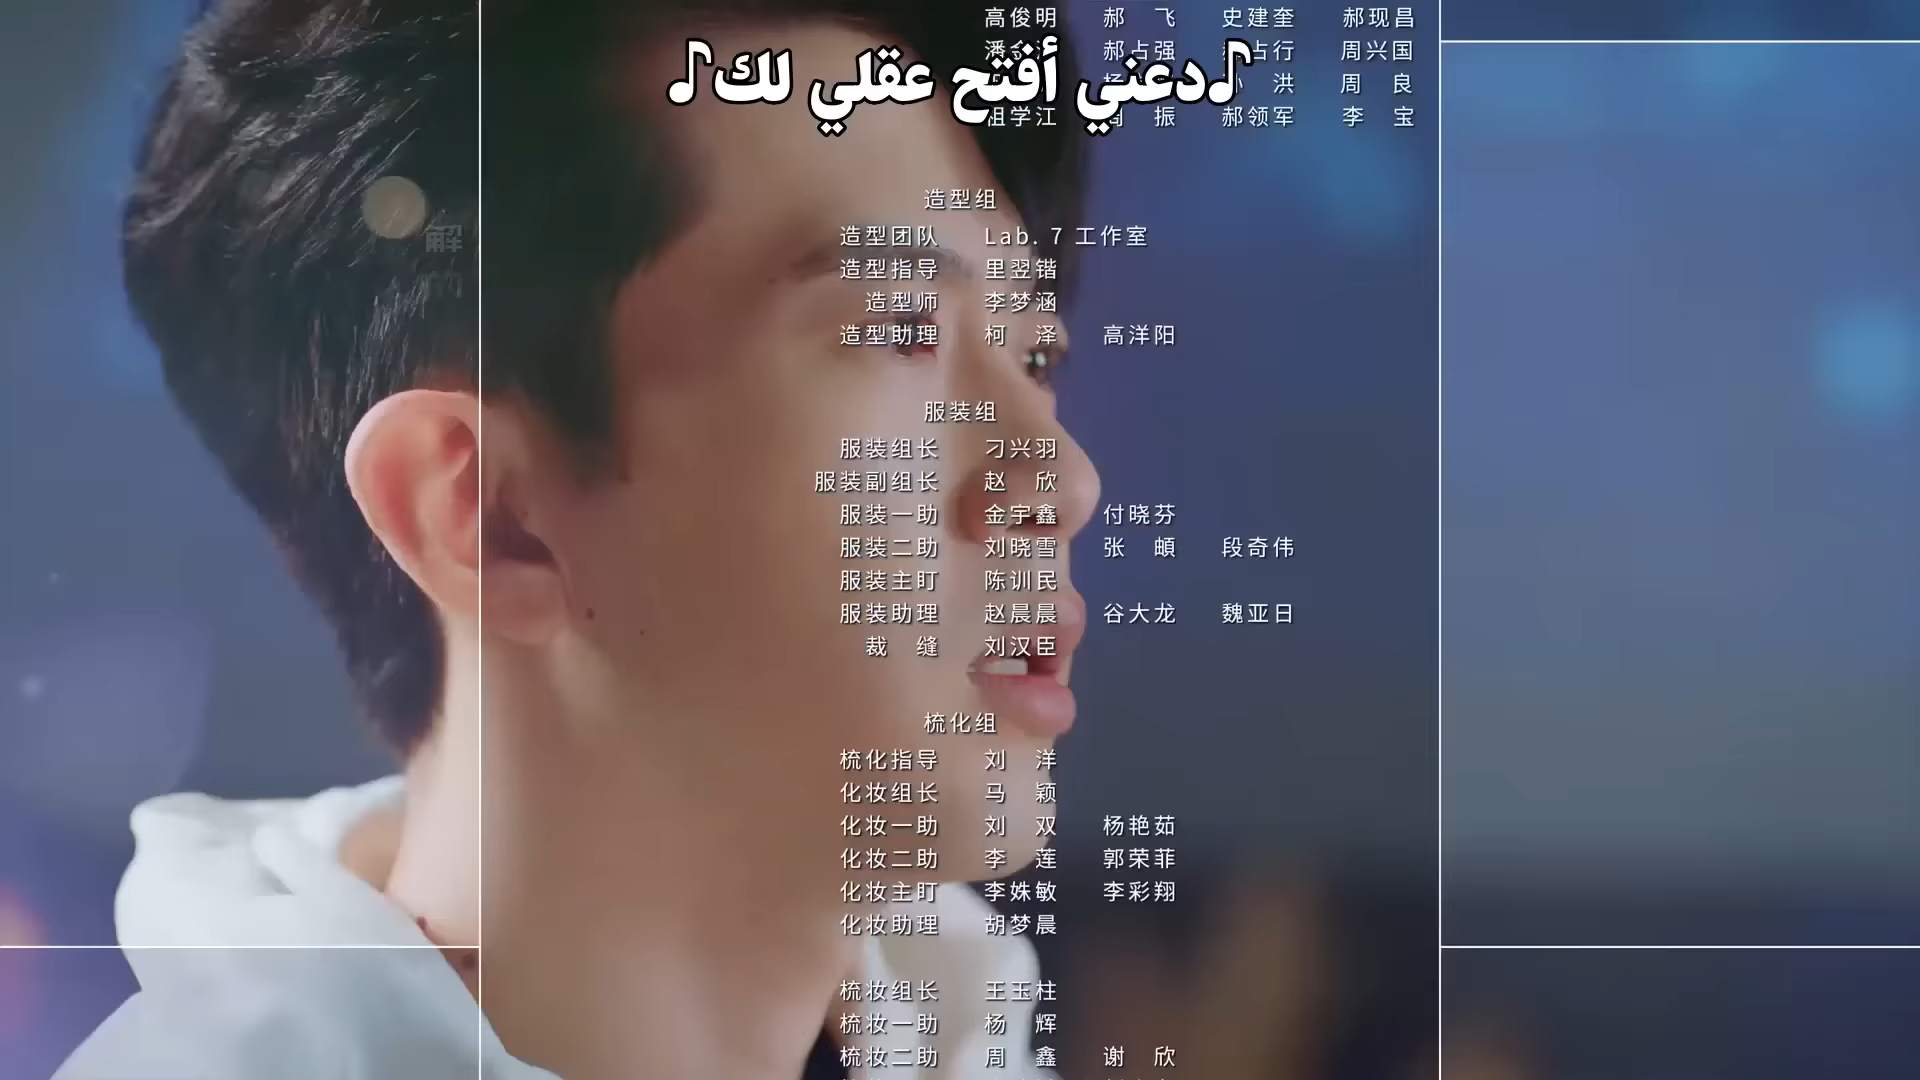 高俊明 郝 飞 史建奎 郝现昌
郝占强 占行 周兴国
♪دعني أفتح عقلي لك♪
洪 周 良
祖学江 周 振 郝领军 李 宝
解
造型组
造型团队 Lab. 7 工作室
造型指导 里翌锴
造型师 李梦涵
造型助理 柯 泽 高洋阳
服装组
服装组长 刁兴羽
服装副组长 赵 欣
服装一助 金宇鑫 付晓芬
服装二助 刘晓雪 张 頔 段奇伟
服装主盯 陈训民
服装助理 赵晨晨 谷大龙 魏亚日
裁 缝 刘汉臣
梳化组
梳化指导 刘 洋
化妆组长 马 颖
化妆一助 刘 双 杨艳茹
化妆二助 李 莲 郭荣菲
化妆主盯 李姝敏 李彩翔
化妆助理 胡梦晨
梳妆组长 王玉柱
梳妆一助 杨 辉
梳妆二助 周 鑫 谢 欣